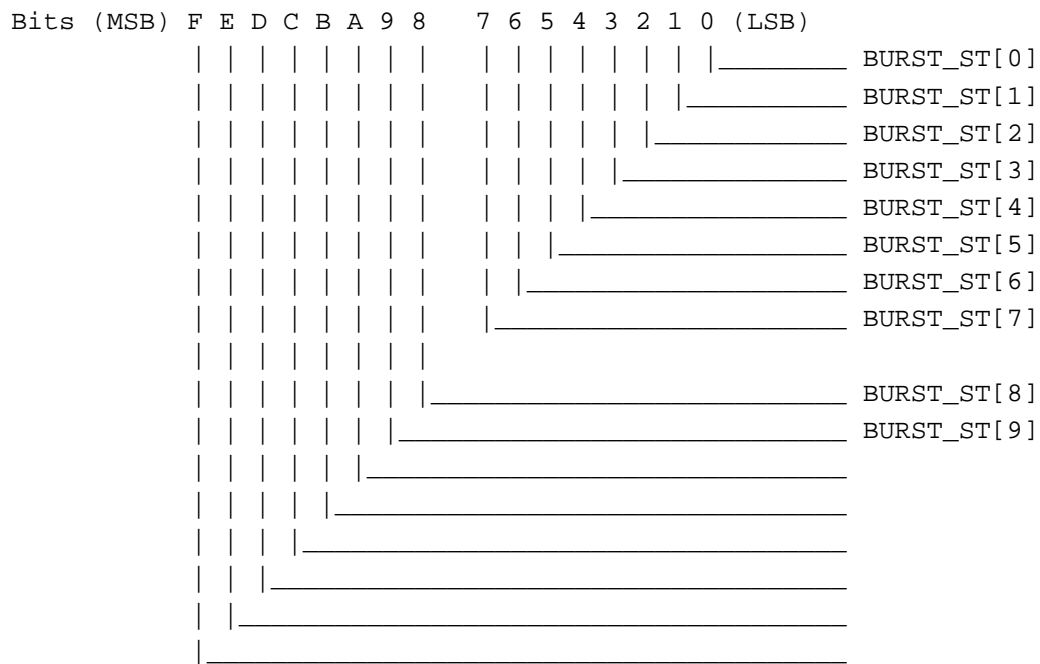 Bits (MSB) F E D C B A 9 8 7 6 5 4 3 2 1 0 (LSB)
BURST_ST[0]
BURST_ST[1]
BURST_ST[2]
BURST_ST[3]
BURST_ST[4]
BURST_ST[5]
BURST_ST[6]
BURST_ST[7]
BURST_ST[8]
BURST_ST[9]